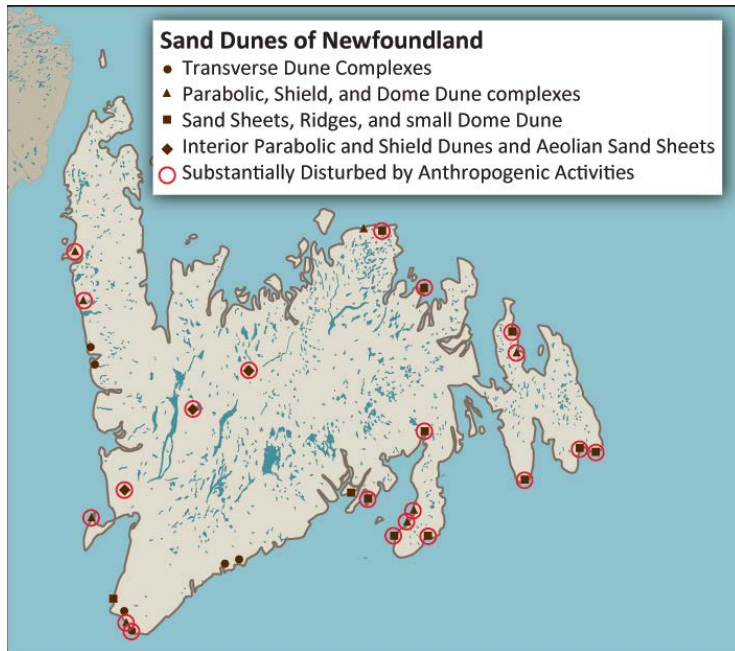 Sand Dunes of Newfoundland
Transverse Dune Complexes
Parabolic, Shield, and Dome Dune complexes
Sand Sheets, Ridges, and small Dome Dune
Interior Parabolic and Shield Dunes and Aeolian Sand Sheets
Substantially Disturbed by Anthropogenic Activities